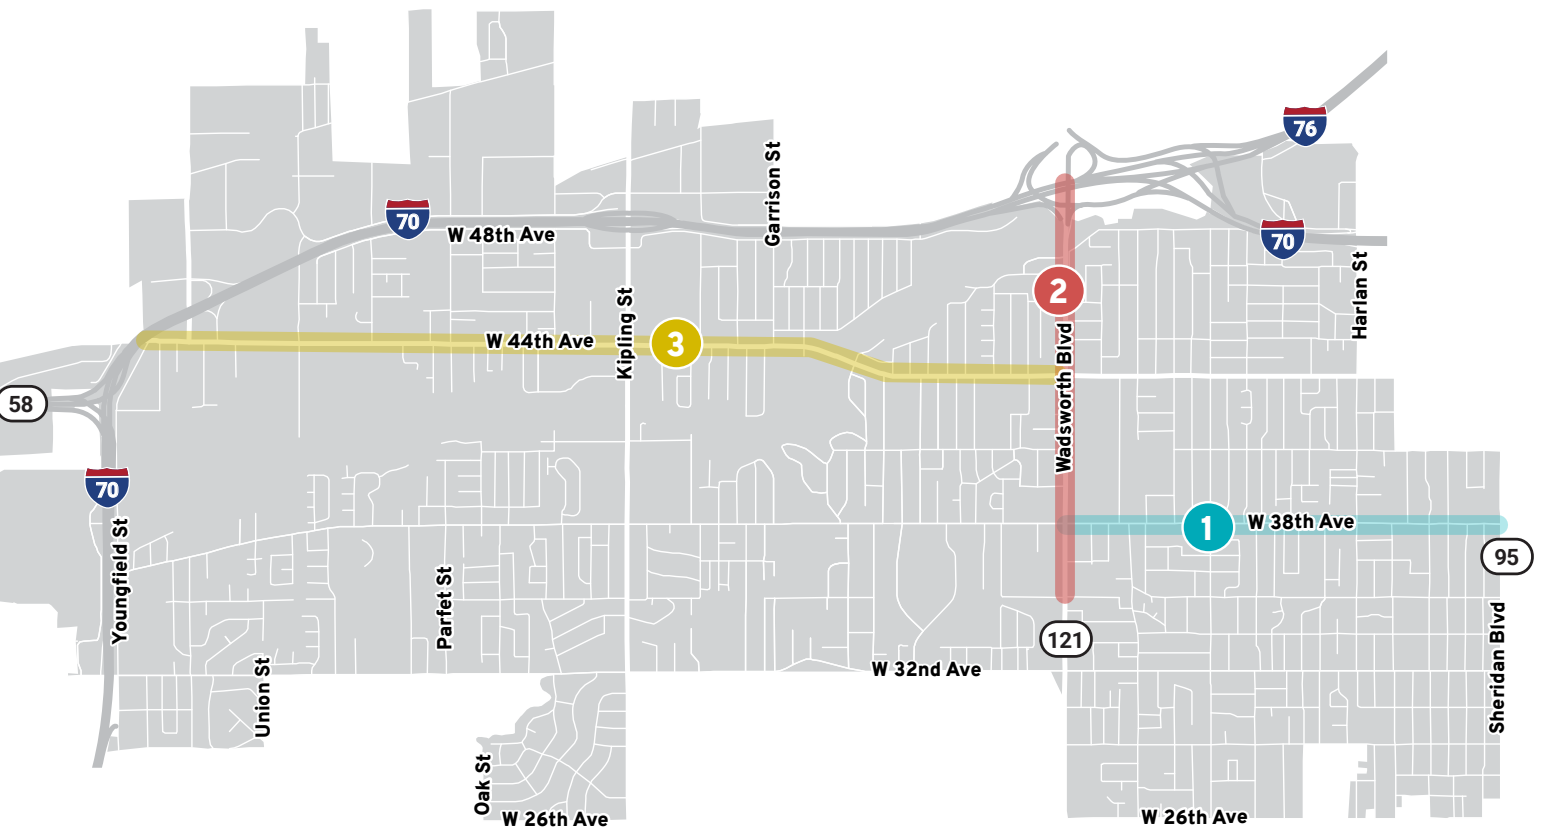 76
Garrison St
70
W 48th Ave
70
Harlan St
2
Kipling St
W 44th Ave
3
Wadsworth Blvd
58
70
1
W 38th Ave
95
Youngfield St
Parfet St
121
Sheridan Blvd
W 32nd Ave
Union St
Oak St
W 26th Ave
W 26th Ave